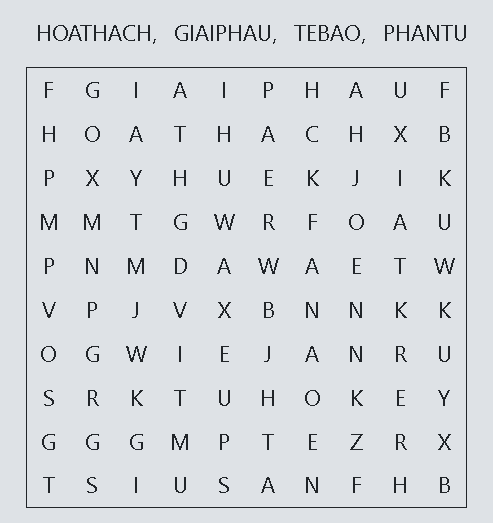 HOATHACH, GIAIPHAU, TEBAO, PHANTU
F G I A I P H A U F
H O A T H A C H X B
P X Y H U E K J I K
M M T G W R F O A U
P N M D A W A E T W
V P J V X B N N K K
O G W I E J A N R U
S R K T U H O K E Y
G G G M P T E Z R X
T S I U S A N F H B